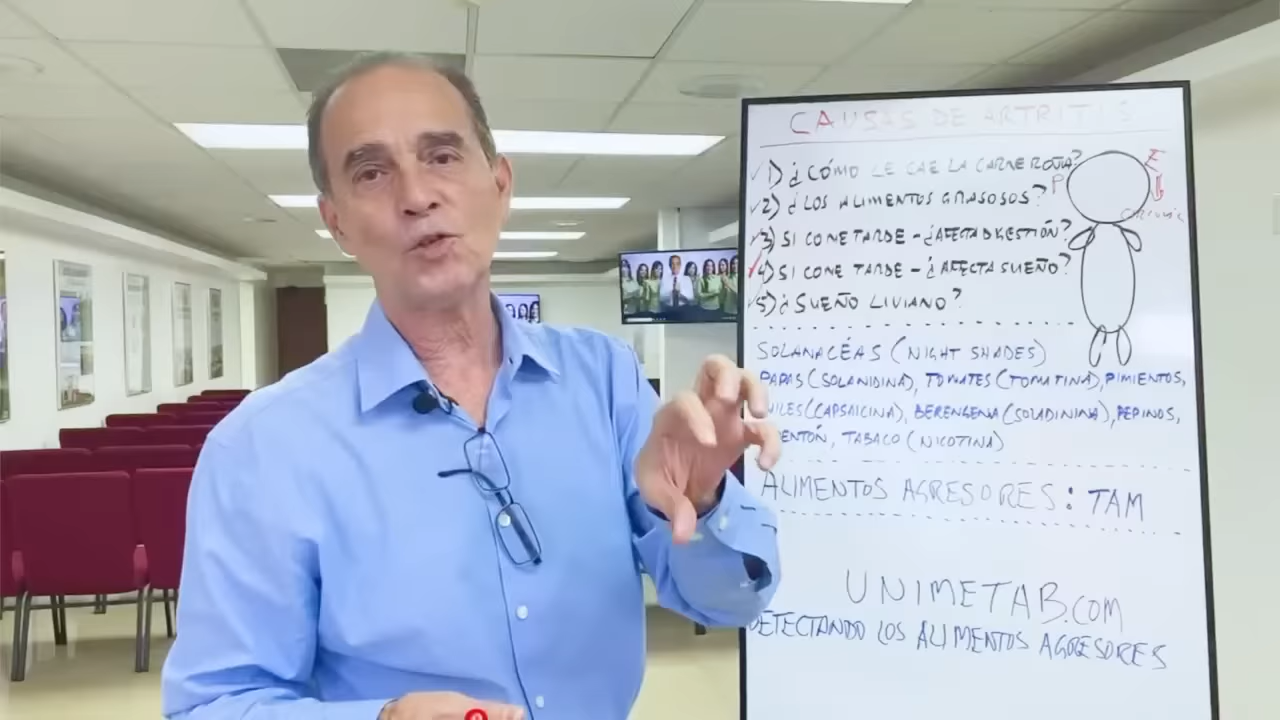 CAUSAS DE ARTRITIS
1) ¿CÓMO LE CAE LA CARNE ROJA?
2) ¿LOS ALIMENTOS GRASOSOS?
3) SI COME TARDE - ¿AFECTA DIGESTIÓN?
4) SI COME TARDE - ¿AFECTA SUEÑO?
5) ¿SUEÑO LIVIANO?
P
E
SOLANACÉAS (NIGHT SHADES)
PAPAS (SOLANIDINA), TOMATES (TOMATINA), PIMIENTOS,
ILES (CAPSAICINA), BERENGENA (SOLADININA), PEPINOS,
ENTÓN, TABACO (NICOTINA)
ALIMENTOS AGRESORES: TAM
UNIMETAB.COM
DETECTANDO LOS ALIMENTOS AGRESORES